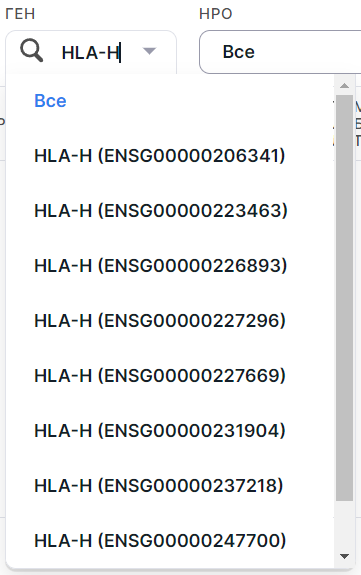 ГЕН
НРО
HLA-H
Все
Все
HLA-H (ENSG00000206341)
HLA-H (ENSG00000223463)
HLA-H (ENSG00000226893)
HLA-H (ENSG00000227296)
HLA-H (ENSG00000227669)
HLA-H (ENSG00000231904)
HLA-H (ENSG00000237218)
HLA-H (ENSG00000247700)